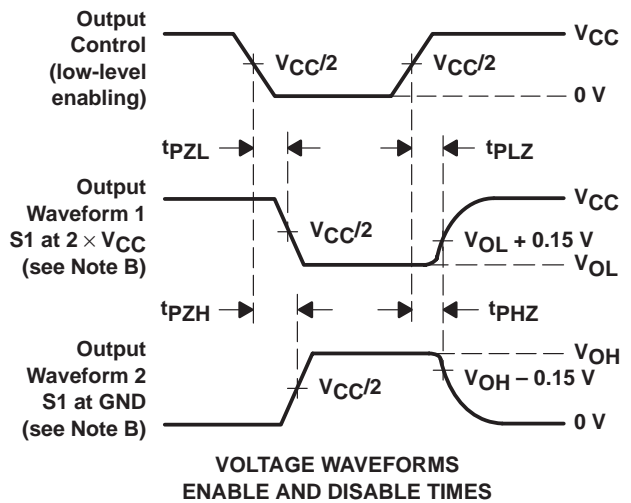 Output
Control
(low-level
enabling)
VCC/2
VCC/2
VCC
0 V
tPZL
tPLZ
Output
Waveform 1
S1 at 2 × VCC
(see Note B)
VCC/2
VCC
VOL + 0.15 V
VOL
tPZH
tPHZ
Output
Waveform 2
S1 at GND
(see Note B)
VCC/2
VOH
VOH – 0.15 V
0 V
VOLTAGE WAVEFORMS
ENABLE AND DISABLE TIMES